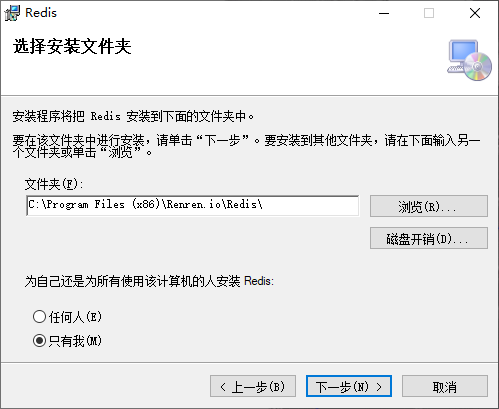 Redis
选择安装文件夹
安装程序将把 Redis 安装到下面的文件夹中。
要在该文件夹中进行安装，请单击“下一步”。要安装到其他文件夹，请在下面输入另一
个文件夹或单击“浏览”。
文件夹(F):
C:\Program Files (x86)\Renren.io\Redis\
浏览(R)...
磁盘开销(D)...
为自己还是为所有使用该计算机的人安装 Redis:
任何人(E)
只有我(M)
< 上一步(B)
下一步(N) >
取消